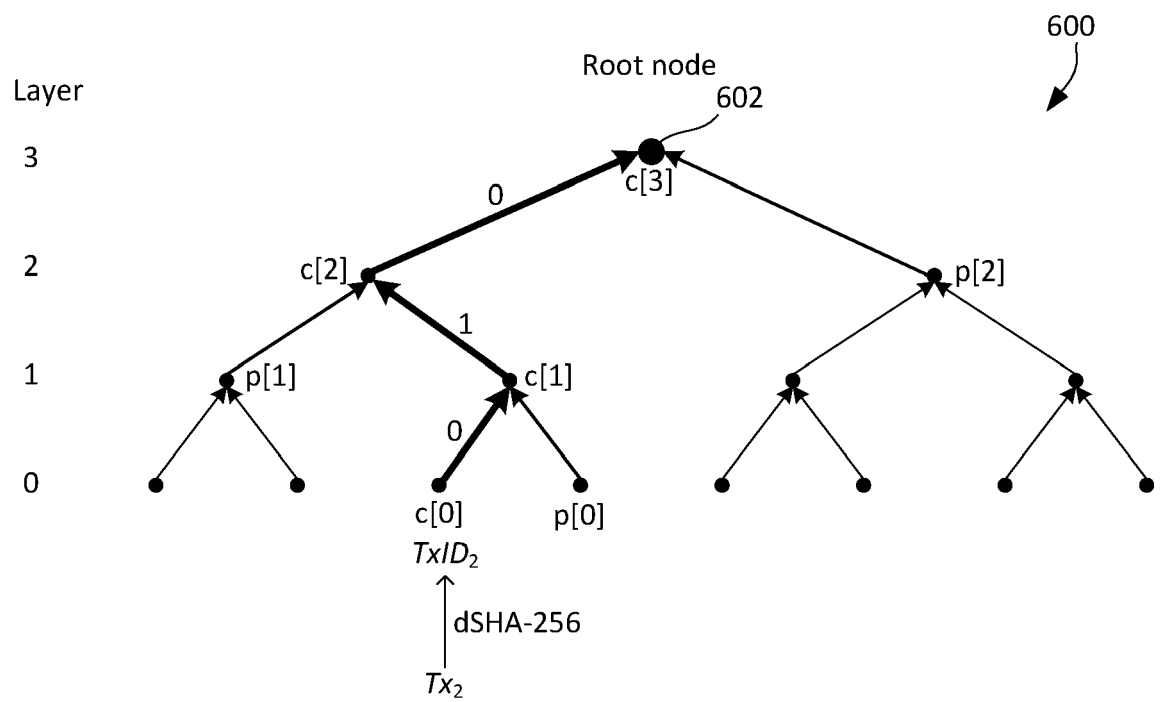 600
Root node
Layer
602
3
c[3]
0
2
c[2]
p[2]
1
1
p[1]
c[1]
0
0
c[0]
p[0]
TxID₂
dSHA-256
Tx₂